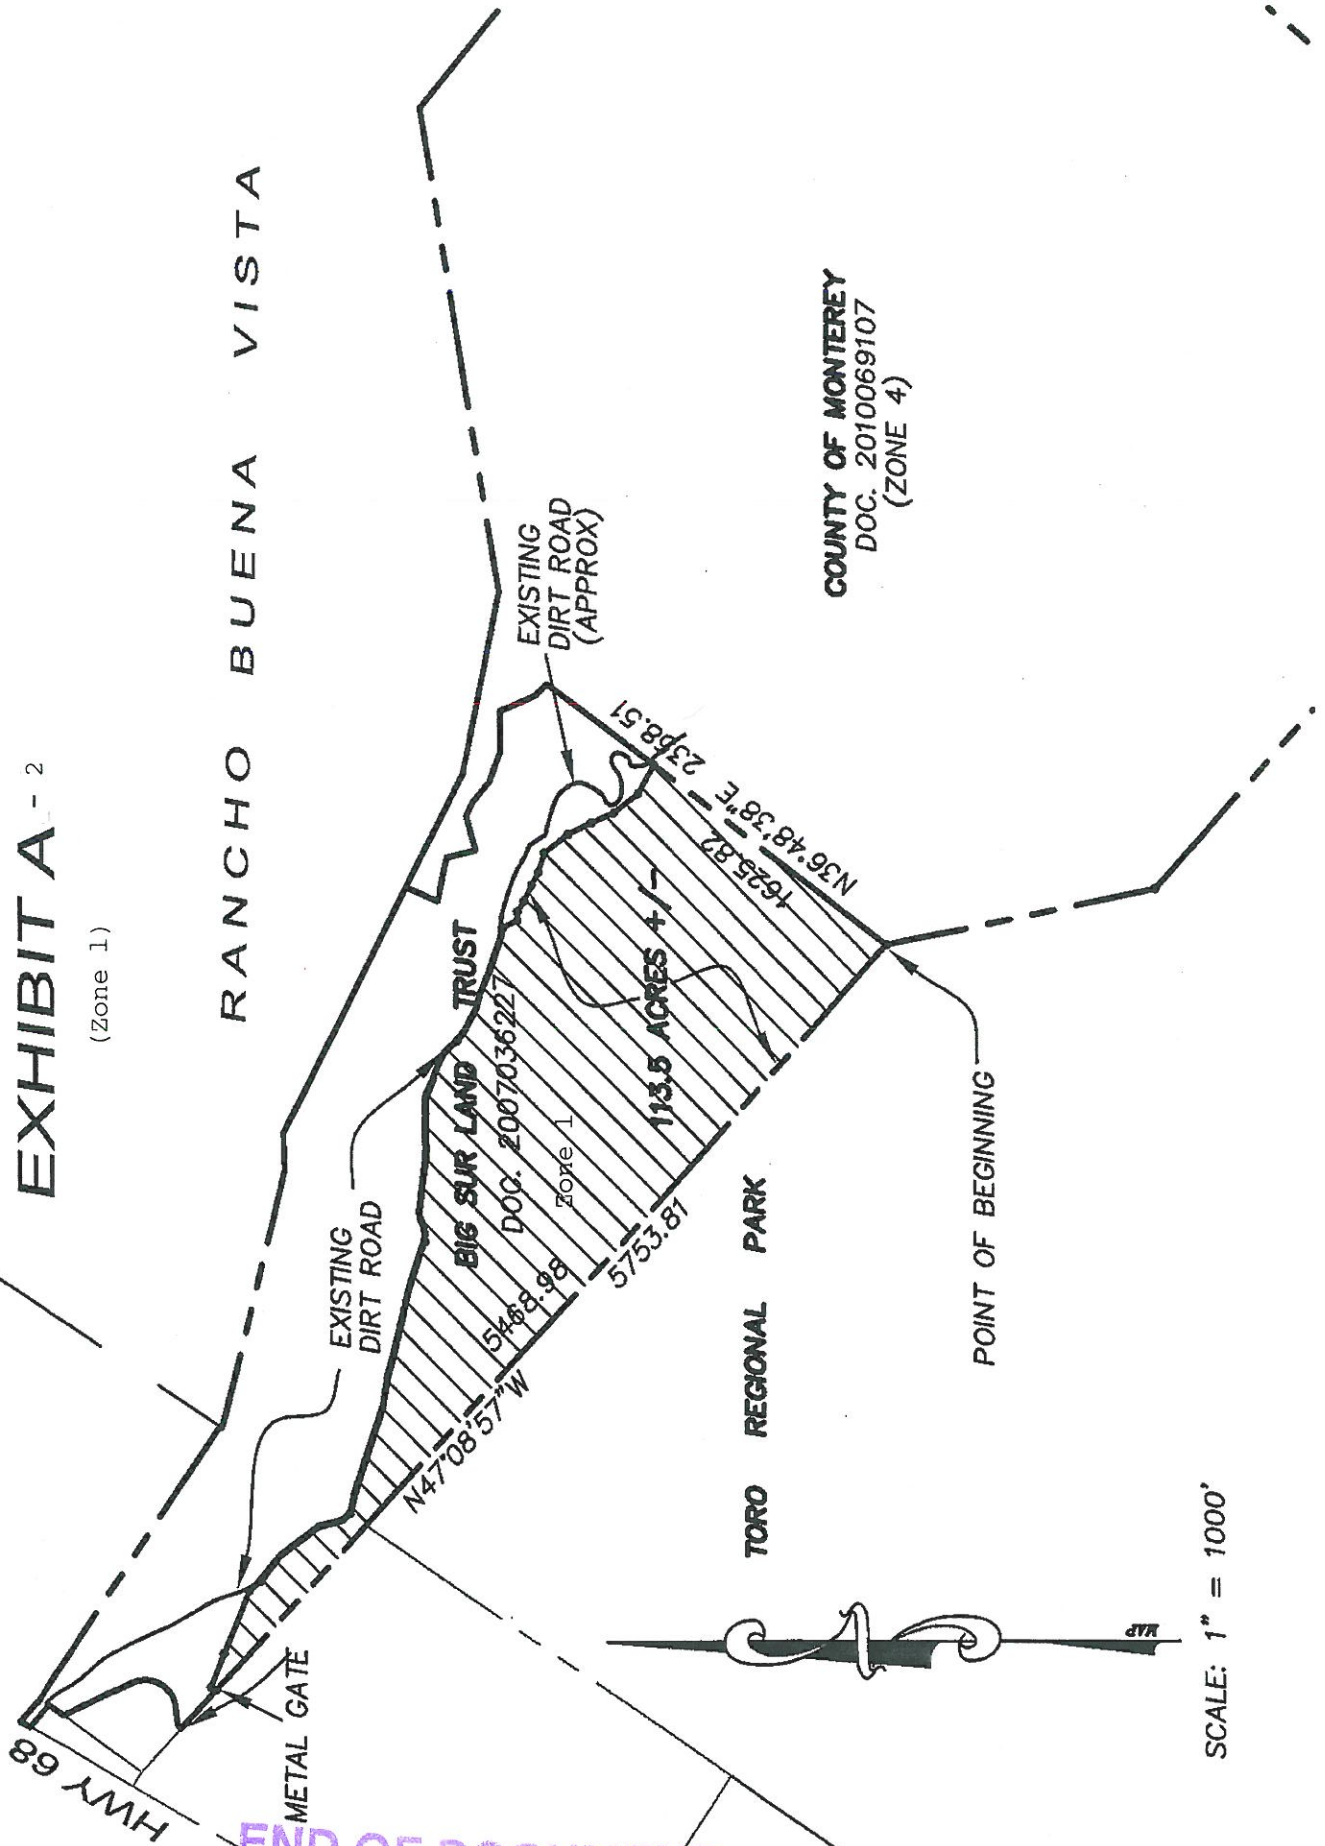 EXHIBIT A - 2
(Zone 1)
RANCHO BUENA VISTA
HWY 68
METAL GATE
EXISTING
DIRT ROAD
EXISTING
DIRT ROAD
(APPROX)
BIG SUR LAND TRUST
DOC. 2007036227
Zone 1
113.5 ACRES +/-
N47°08'57"W
5468.98
5753.81
2368.51
N36°48'38"E
1625.82
COUNTY OF MONTEREY
DOC. 2010069107
(ZONE 4)
TORO REGIONAL PARK
POINT OF BEGINNING
MAP
SCALE: 1" = 1000'
END OF